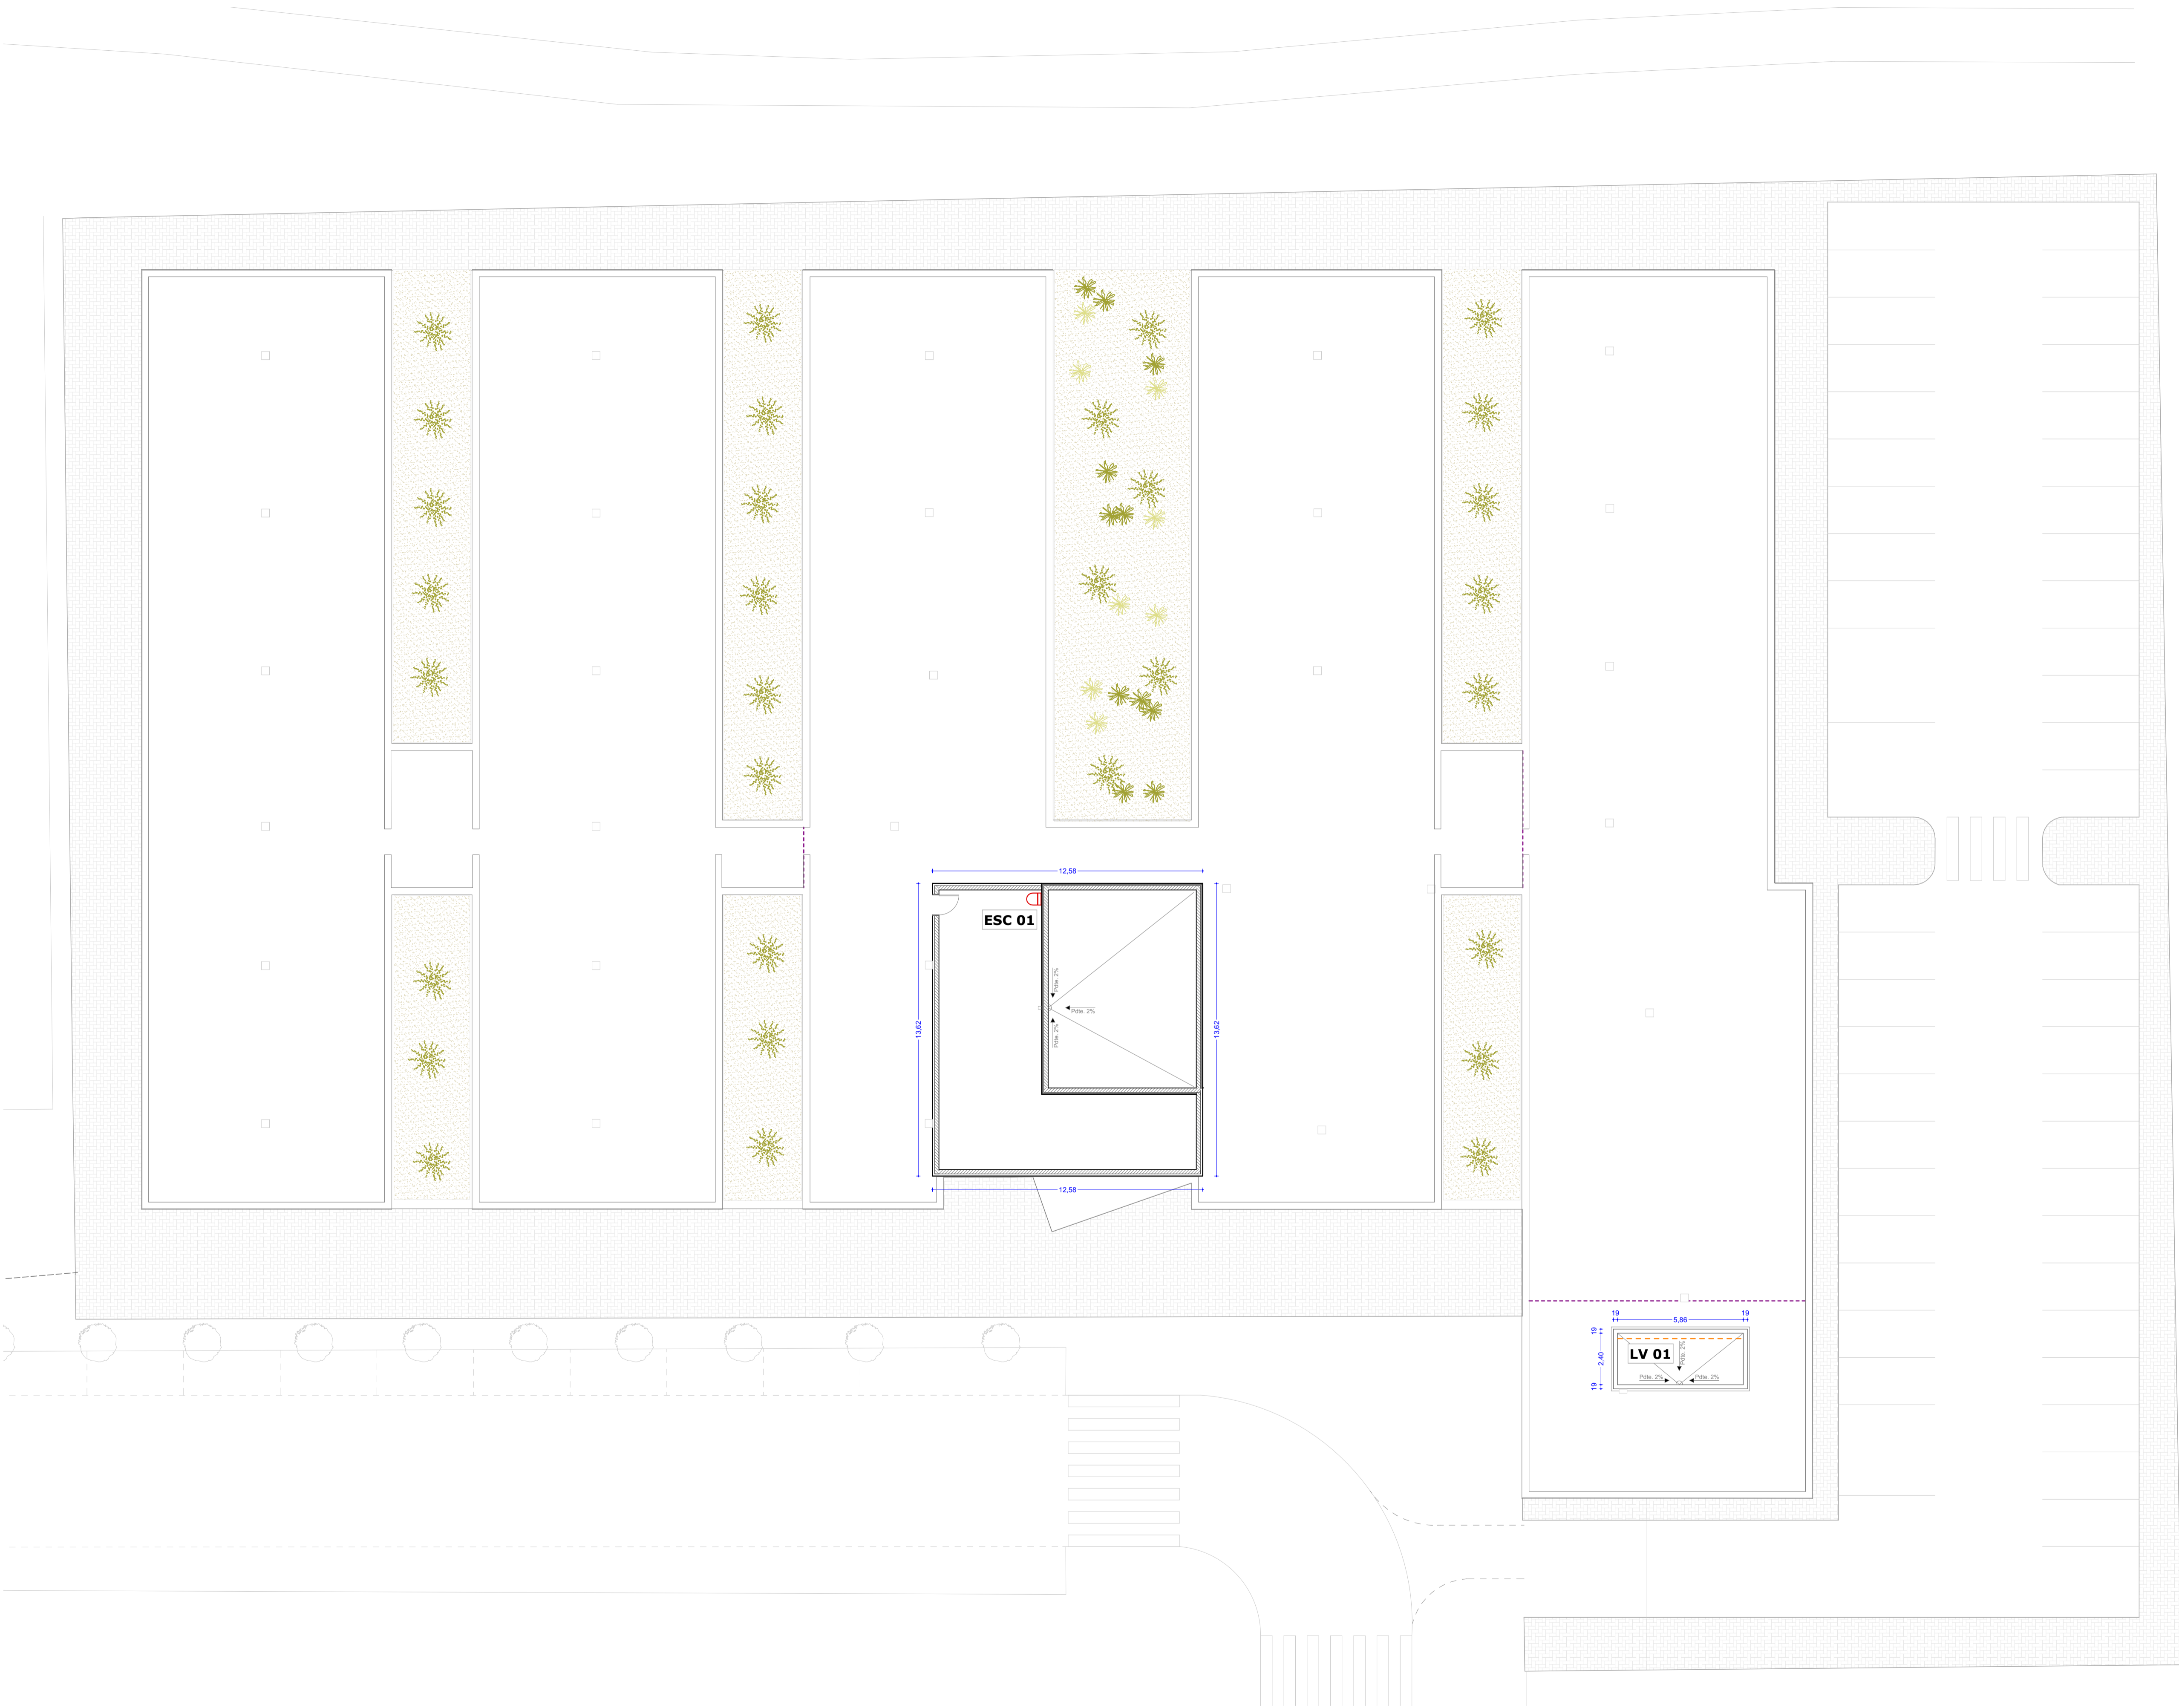 12,58
ESC 01
Pdte. 2%
Pdte. 2%
Pdte. 2%
13,62
13,62
12,58
19
5,86
19
19
2,40
19
LV 01
Pdte. 2%
Pdte. 2%
Pdte. 2%